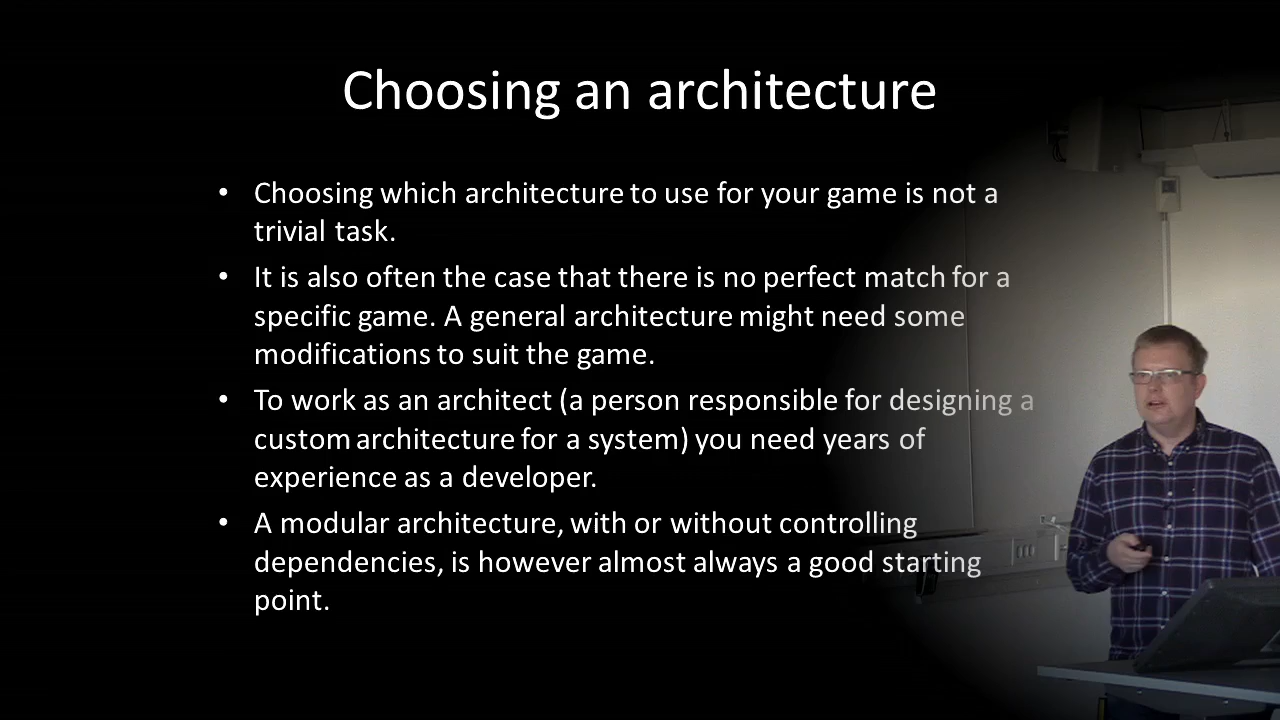 Choosing an architecture
• Choosing which architecture to use for your game is not a
trivial task.
• It is also often the case that there is no perfect match for a
specific game. A general architecture might need some
modifications to suit the game.
• To work as an architect (a person responsible for designing a
custom architecture for a system) you need years of
experience as a developer.
• A modular architecture, with or without controlling
dependencies, is however almost always a good starting
point.